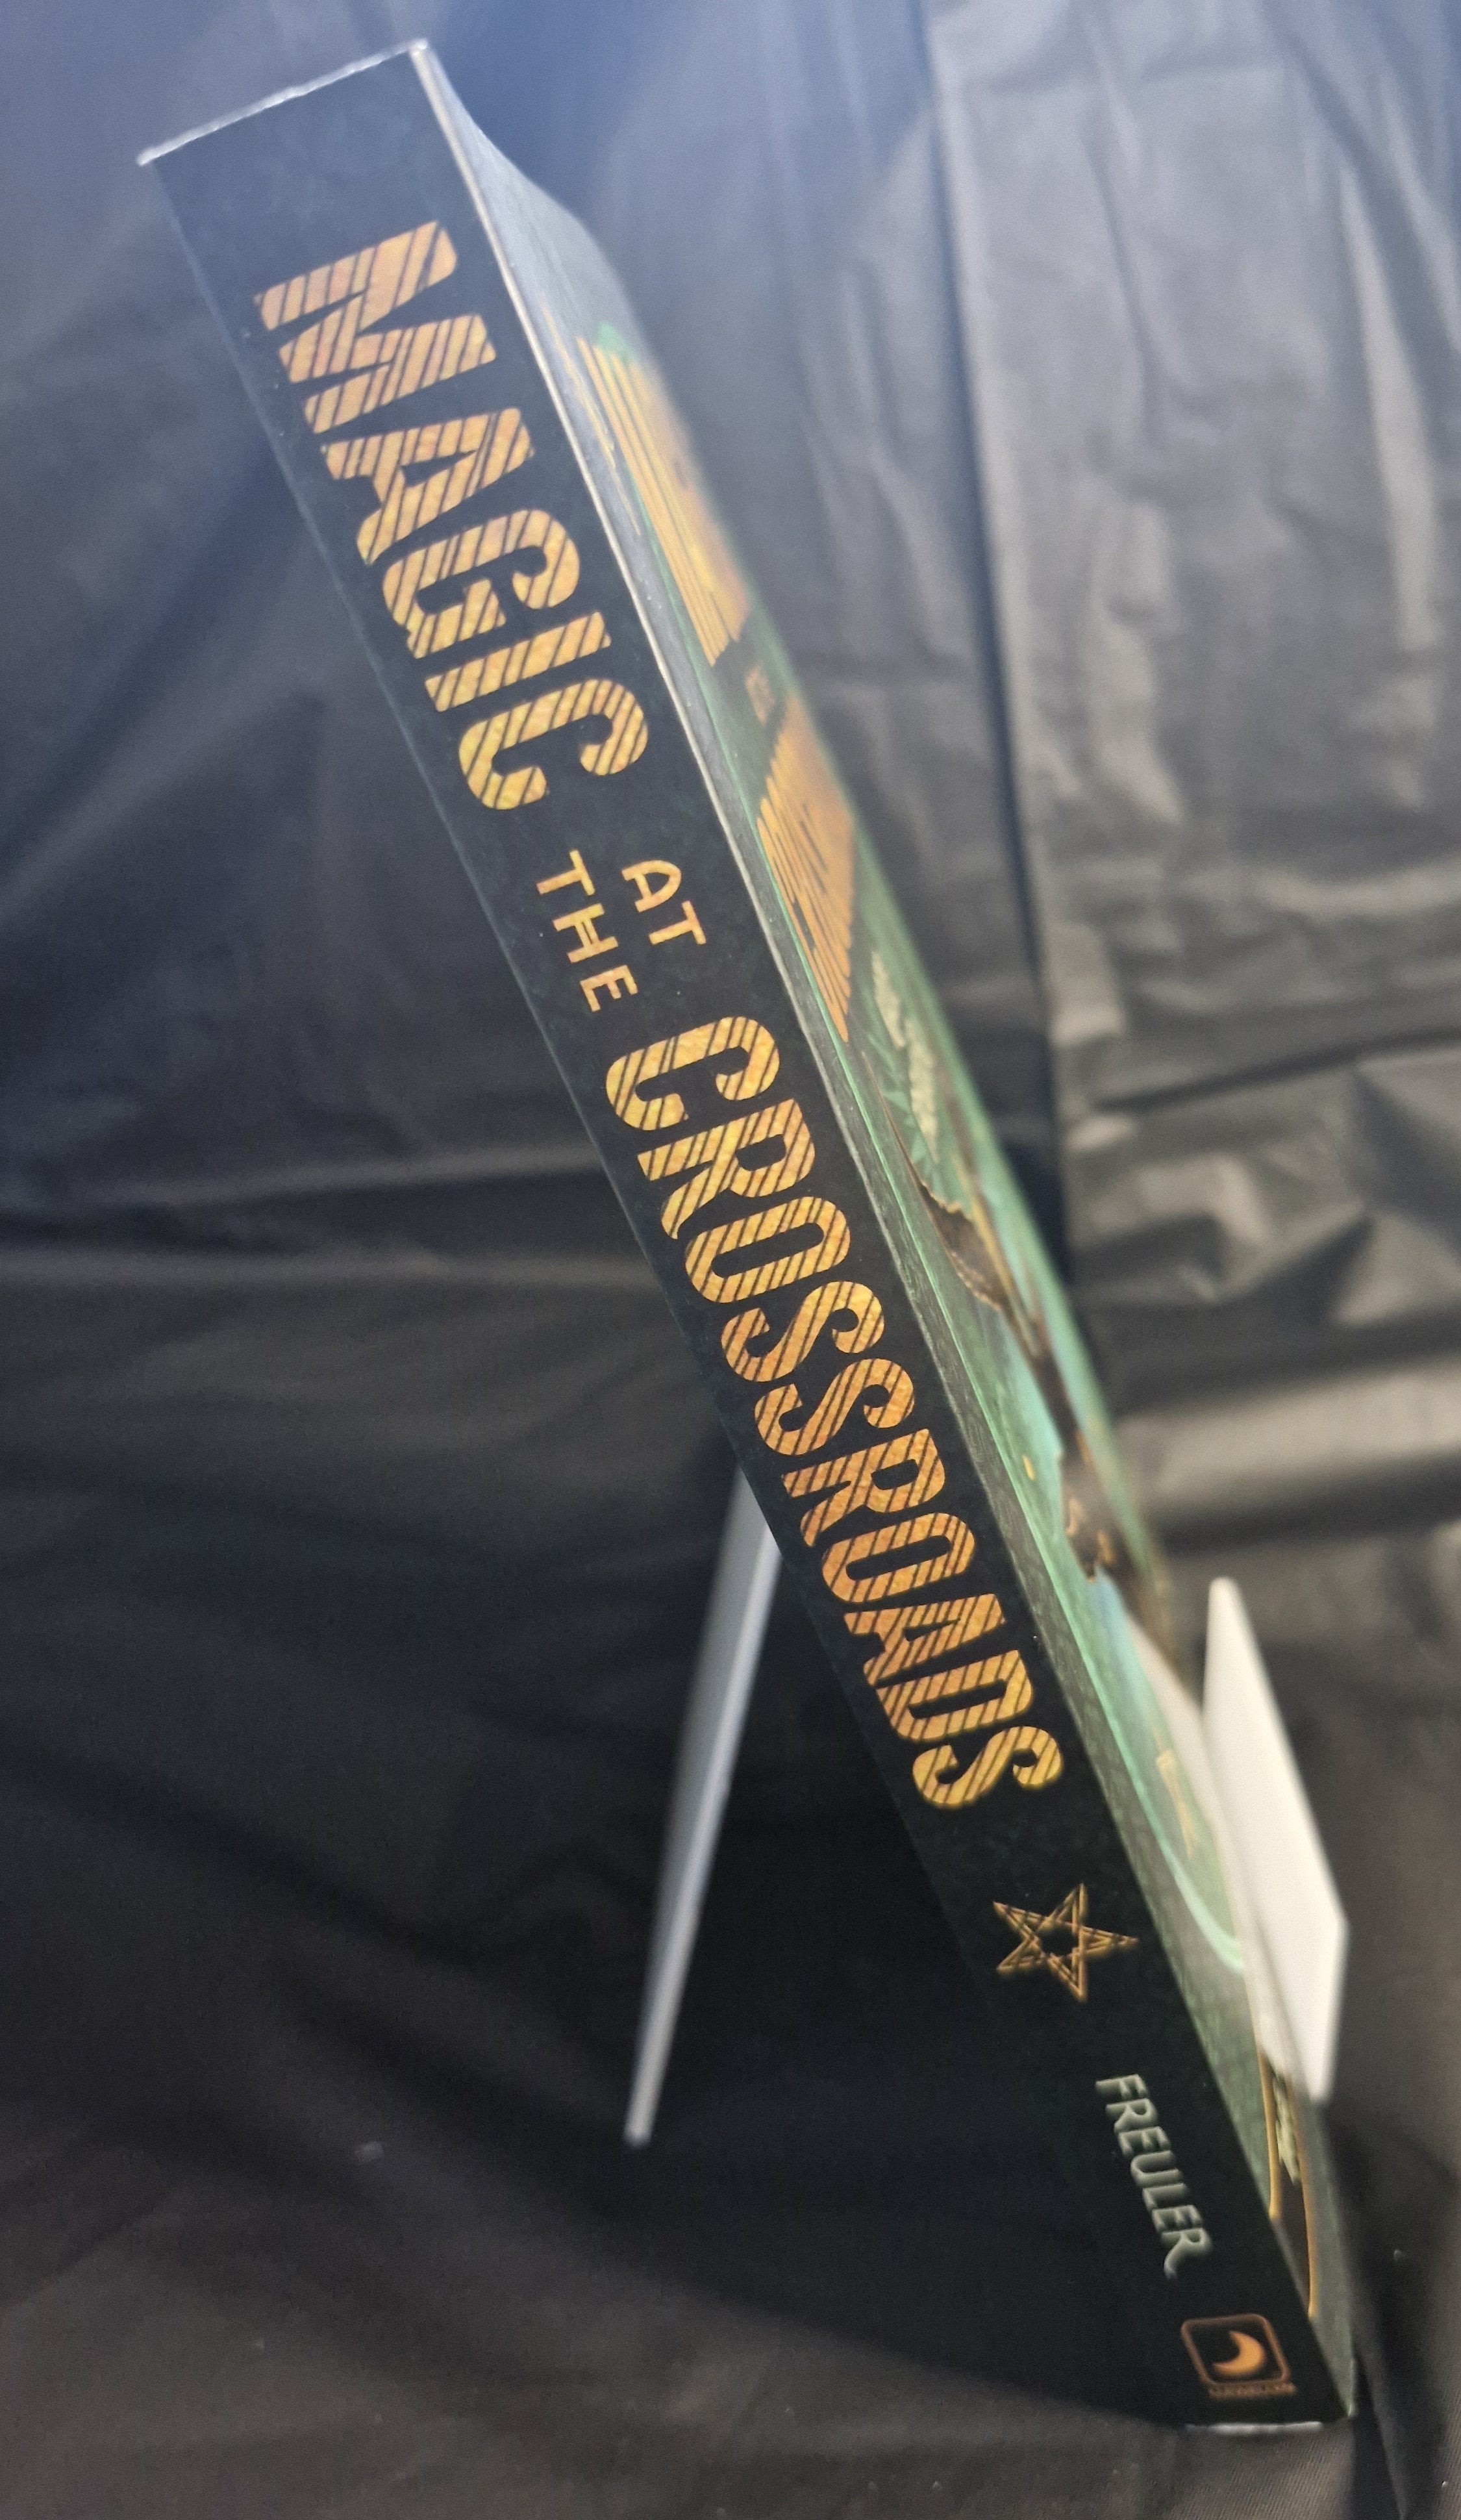 MAGIC
AT
THE
CROSSROADS
FREULER